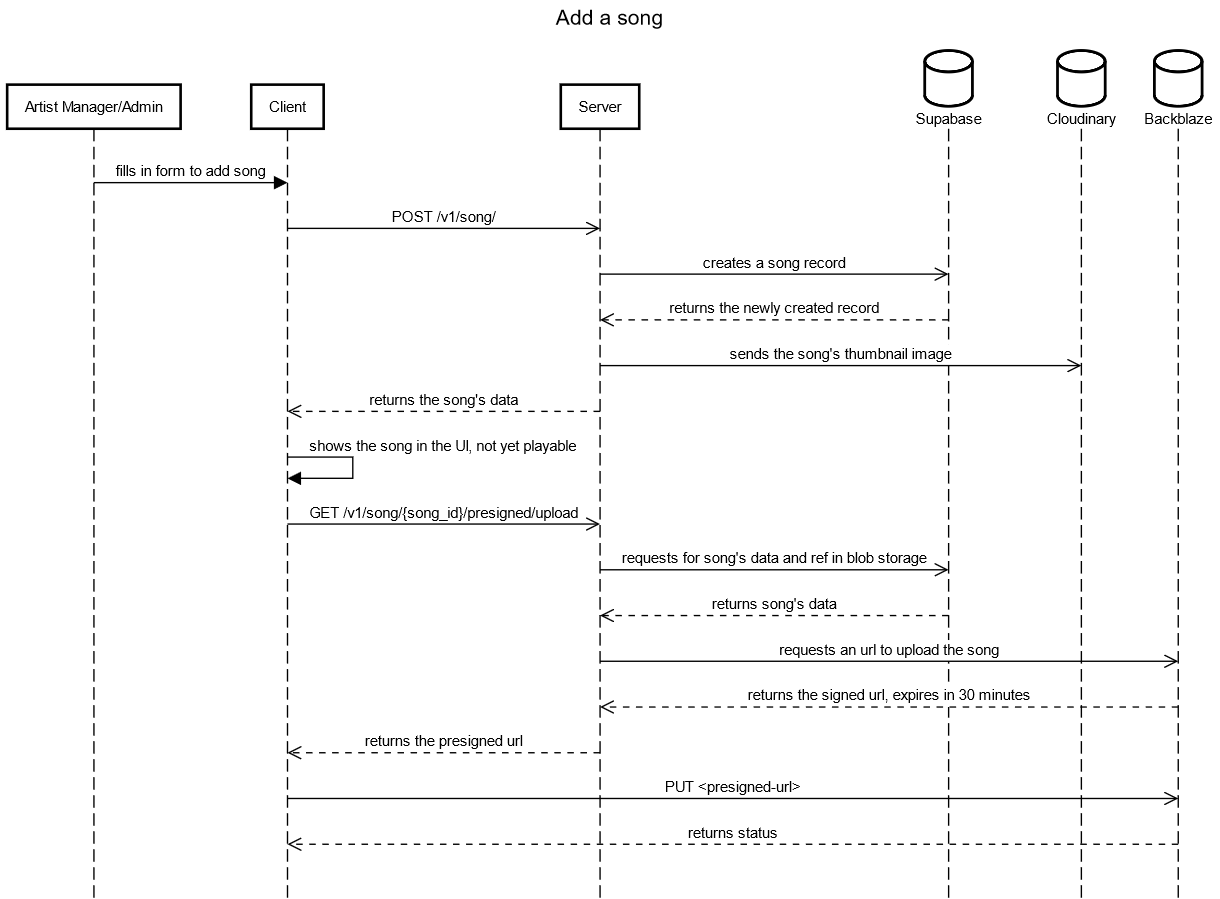 Add a song
Artist Manager/Admin
Client
Server
Supabase
Cloudinary
Backblaze
fills in form to add song
POST /v1/song/
creates a song record
returns the newly created record
sends the song's thumbnail image
returns the song's data
shows the song in the UI, not yet playable
GET /v1/song/{song_id}/presigned/upload
requests for song's data and ref in blob storage
returns song's data
requests an url to upload the song
returns the signed url, expires in 30 minutes
returns the presigned url
PUT <presigned-url>
returns status